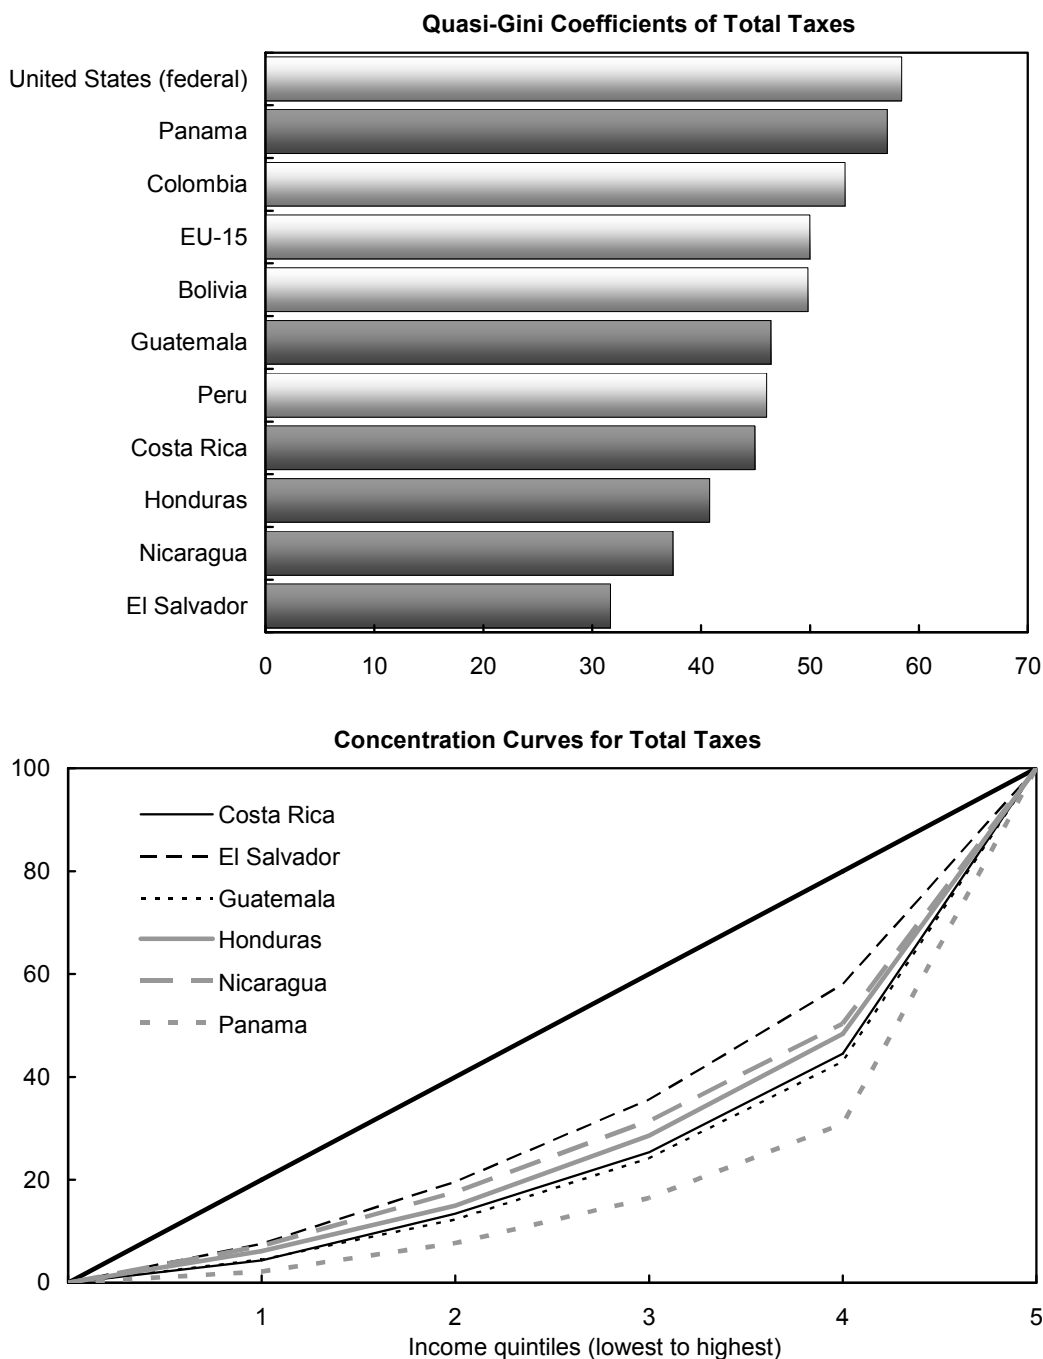 Quasi-Gini Coefficients of Total Taxes
United States (federal)
Panama
Colombia
EU-15
Bolivia
Guatemala
Peru
Costa Rica
Honduras
Nicaragua
El Salvador
0 10 20 30 40 50 60 70
Concentration Curves for Total Taxes
100
80
60
40
20
0
Costa Rica
El Salvador
Guatemala
Honduras
Nicaragua
Panama
1 2 3 4 5
Income quintiles (lowest to highest)